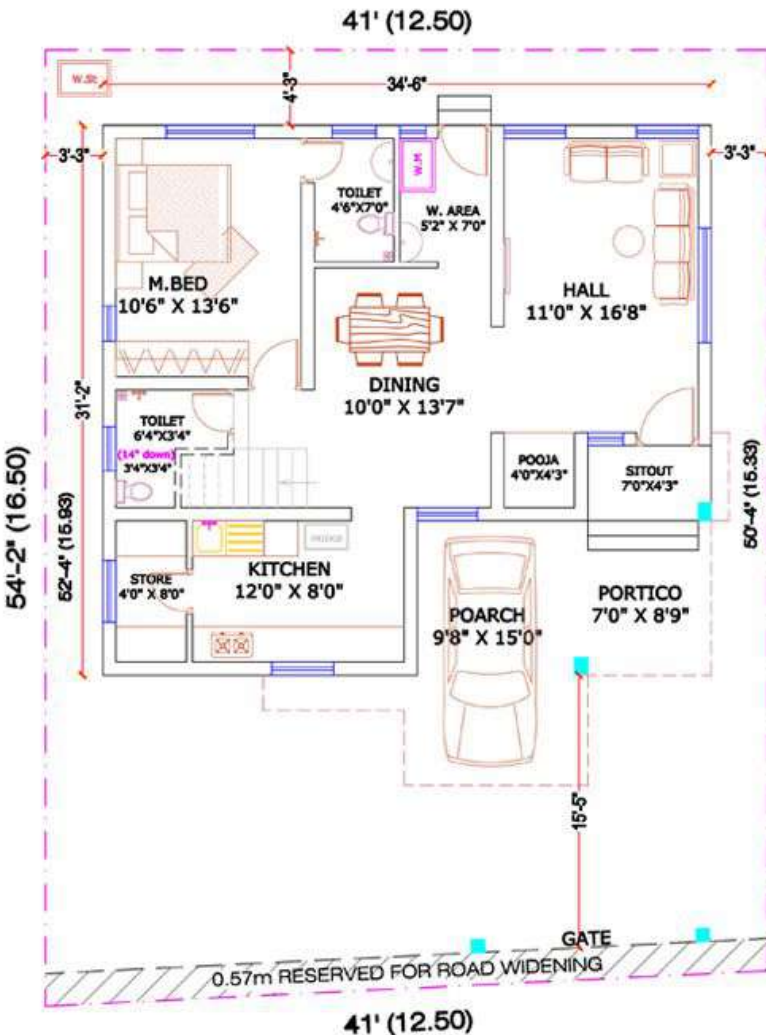 41' (12.50)
W.St
4'-3"
34'-6"
3'-3"
3'-3"
W.M
TOILET
4'6"X7'0"
W. AREA
5'2" X 7'0"
M.BED
10'6" X 13'6"
HALL
11'0" X 16'8"
DINING
10'0" X 13'7"
31'-2"
TOILET
6'4"X3'4"
(14" down)
3'4"X3'4"
POOJA
4'0"X4'3"
SITOUT
7'0"X4'3"
54'-2" (16.50)
52'-4" (15.93)
50'-4" (15.33)
FRIDGE
KITCHEN
12'0" X 8'0"
STORE
4'0" X 8'0"
POARCH
9'8" X 15'0"
PORTICO
7'0" X 8'9"
15'-5"
GATE
0.57m RESERVED FOR ROAD WIDENING
41' (12.50)